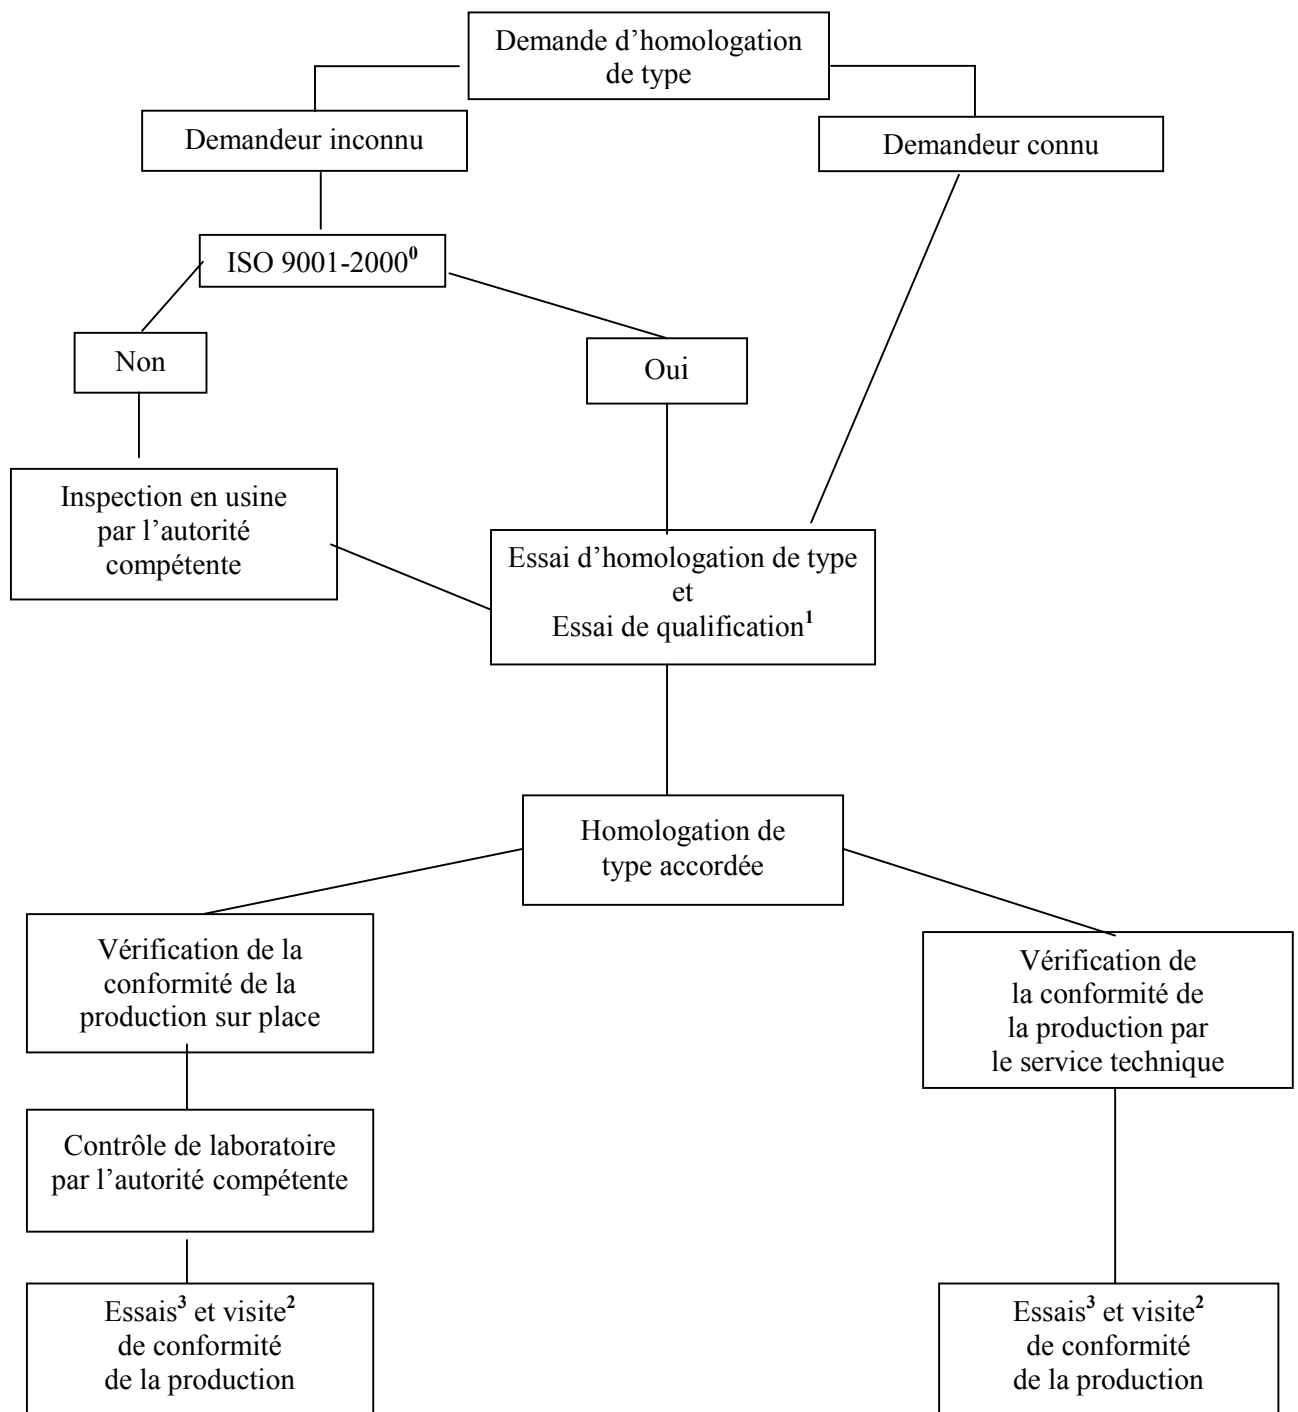 Demande d’homologation
de type
Demandeur inconnu
Demandeur connu
ISO 9001-2000⁰
Non
Oui
Inspection en usine
par l’autorité
compétente
Essai d’homologation de type
et
Essai de qualification¹
Homologation de
type accordée
Vérification de la
conformité de la
production sur place
Vérification de
la conformité de
la production par
le service technique
Contrôle de laboratoire
par l’autorité compétente
Essais³ et visite²
de conformité
de la production
Essais³ et visite²
de conformité
de la production